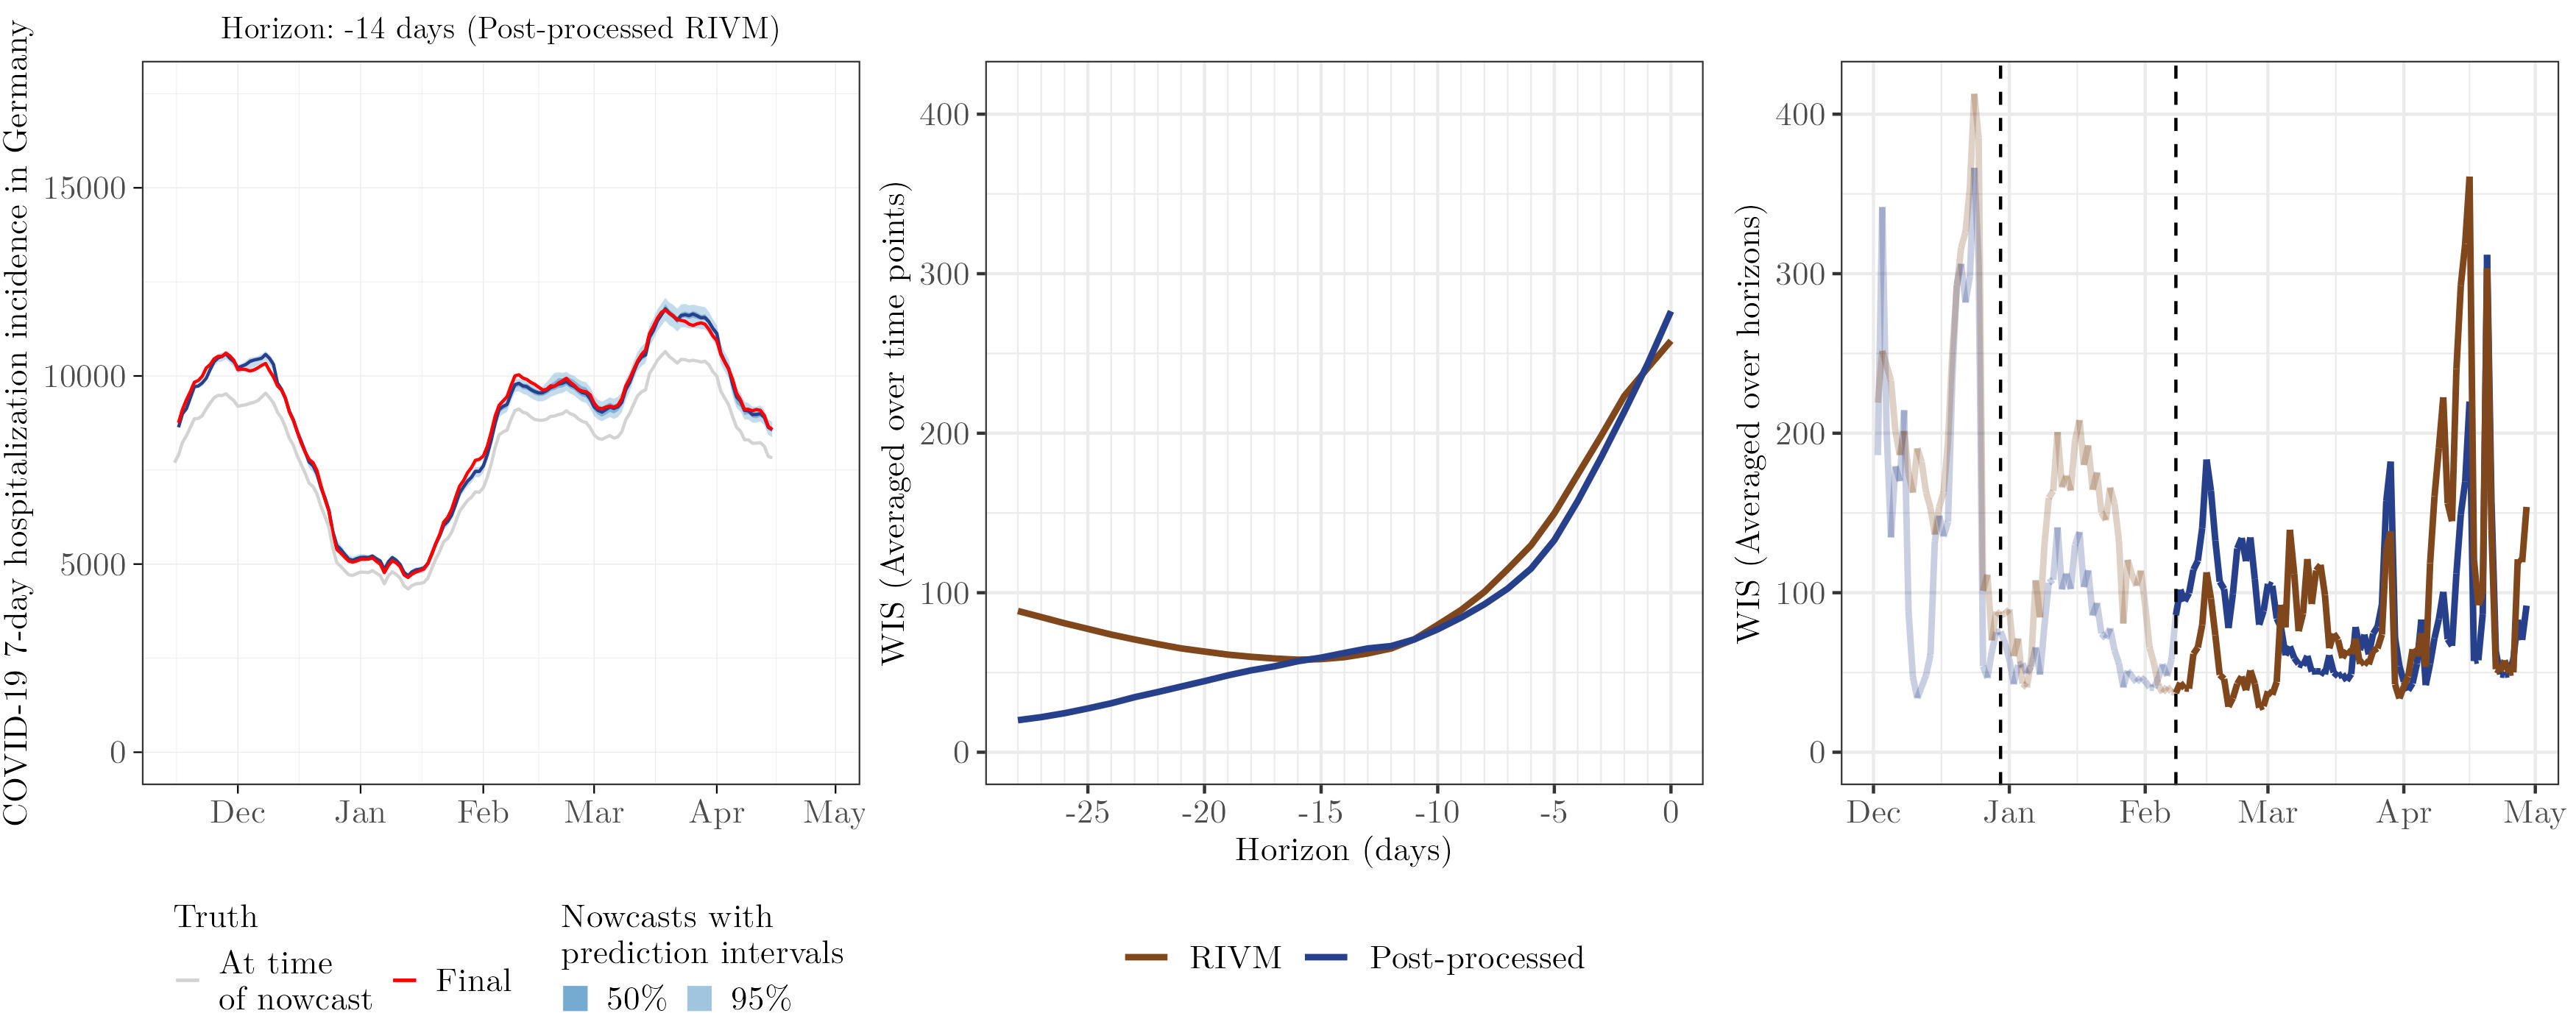 Horizon: -14 days (Post-processed RIVM)
COVID-19 7-day hospitalization incidence in Germany
15000
10000
5000
0
Dec
Jan
Feb
Mar
Apr
May
WIS (Averaged over time points)
400
300
200
100
0
-25
-20
-15
-10
-5
0
Horizon (days)
WIS (Averaged over horizons)
400
300
200
100
0
Dec
Jan
Feb
Mar
Apr
May
Truth
At time
of nowcast
Final
Nowcasts with
prediction intervals
50%
95%
RIVM
Post-processed